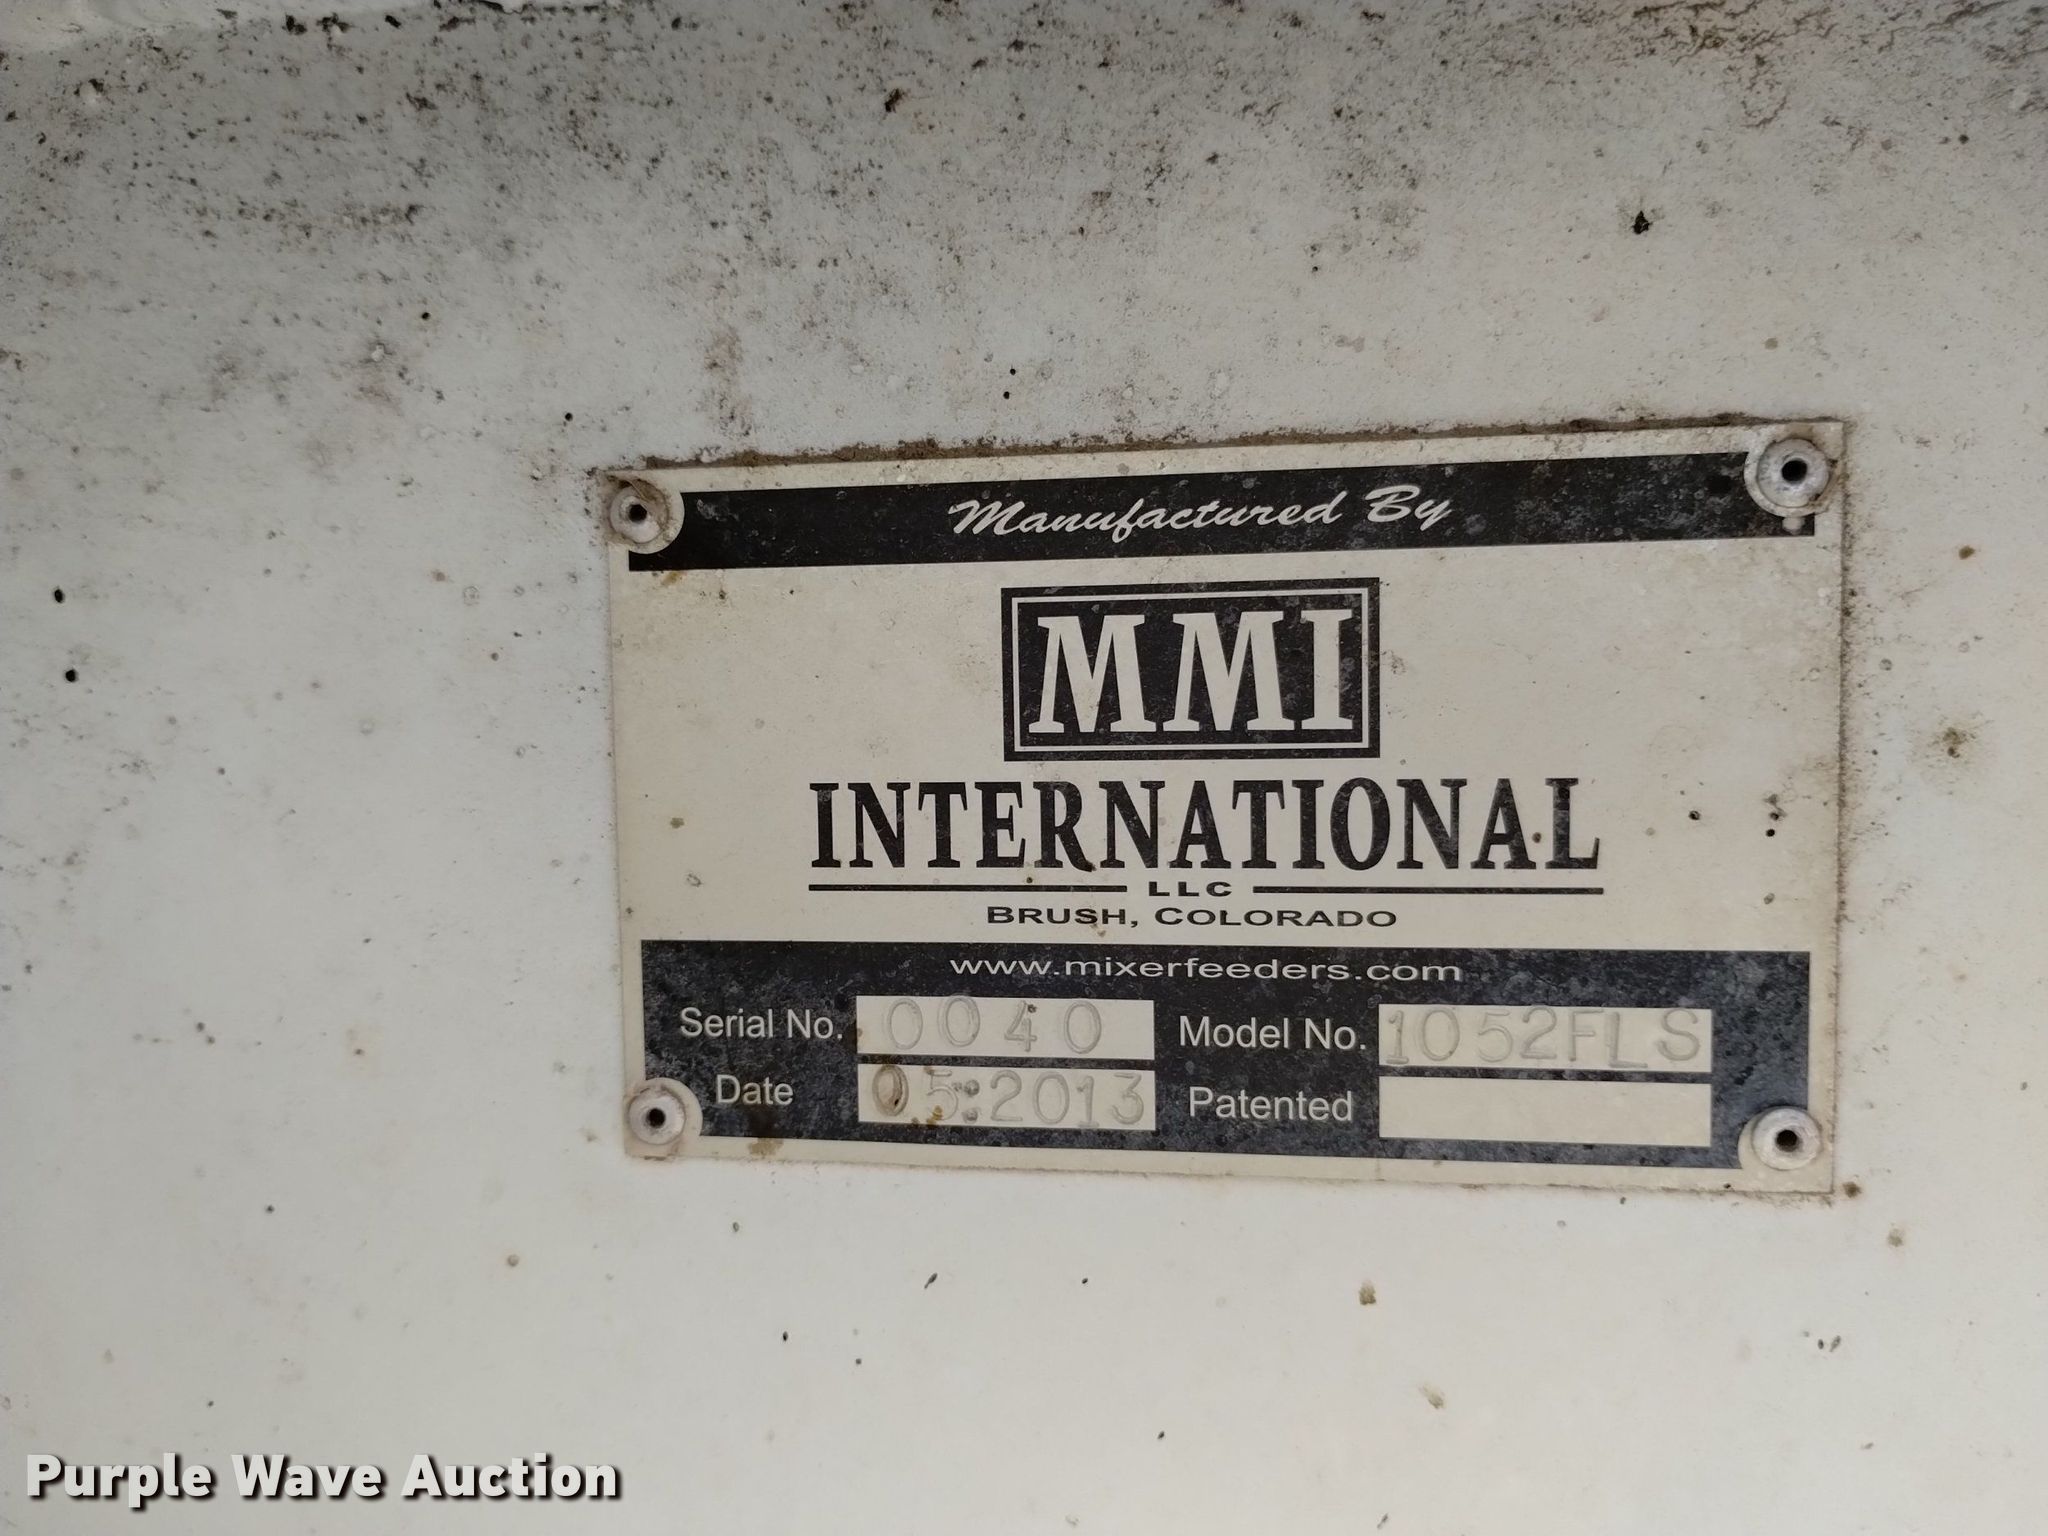 Manufactured By
MMI
INTERNATIONAL
LLC
BRUSH, COLORADO
www.mixerfeeders.com
Serial No. 0040 Model No. 1052FLS
Date 05:2013 Patented
Purple Wave Auction